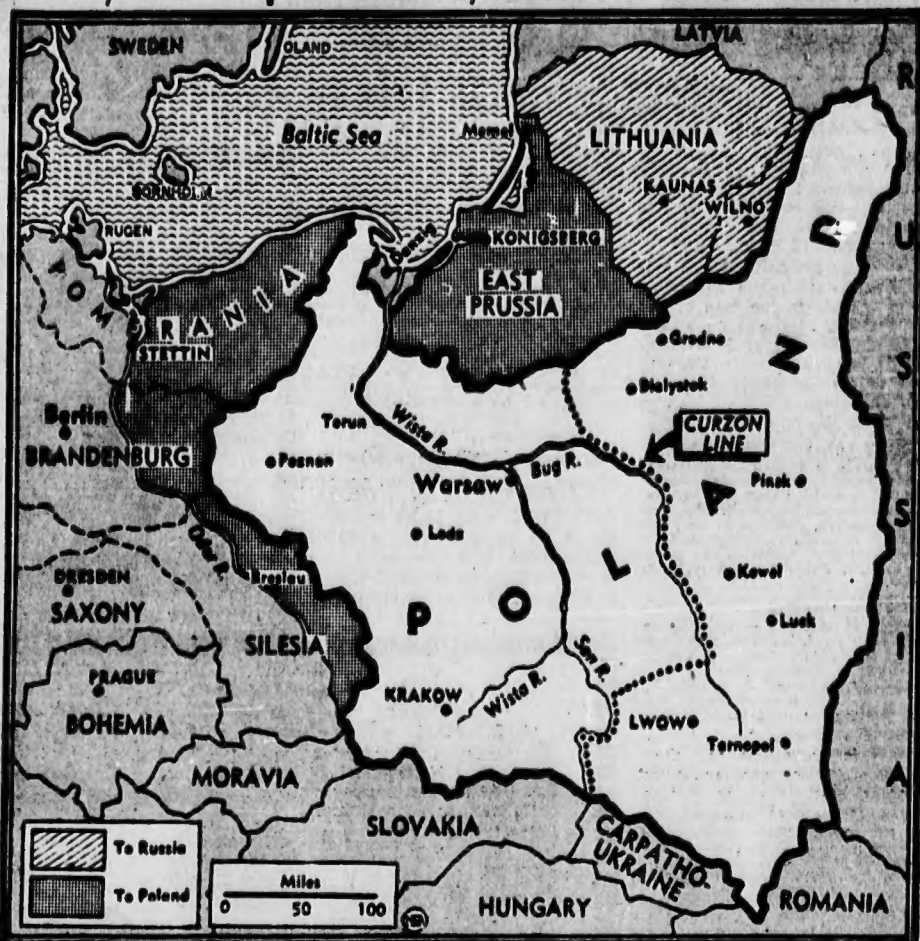 SWEDEN
OLAND
LATVIA
Baltic Sea
Memel
LITHUANIA
KAUNAS
WILNO
BORNHOLM
RUGEN
KONIGSBERG
Danzig
EAST
PRUSSIA
POM
RANIA
STETTIN
Grodno
Bialystok
Berlin
BRANDENBURG
Torun
Wista R.
CURZON
LINE
Poznan
Warsaw
Bug R.
Pinsk
Lodz
Oder R.
Breslau
Kowel
DRESDEN
SAXONY
SILESIA
POLAND
Lusk
PRAGUE
BOHEMIA
KRAKOW
Wista R.
San R.
LWOW
Tarnopol
MORAVIA
SLOVAKIA
CARPATHO-
UKRAINE
HUNGARY
ROMANIA
RUSSIA
To Russia
To Poland
Miles
0 50 100